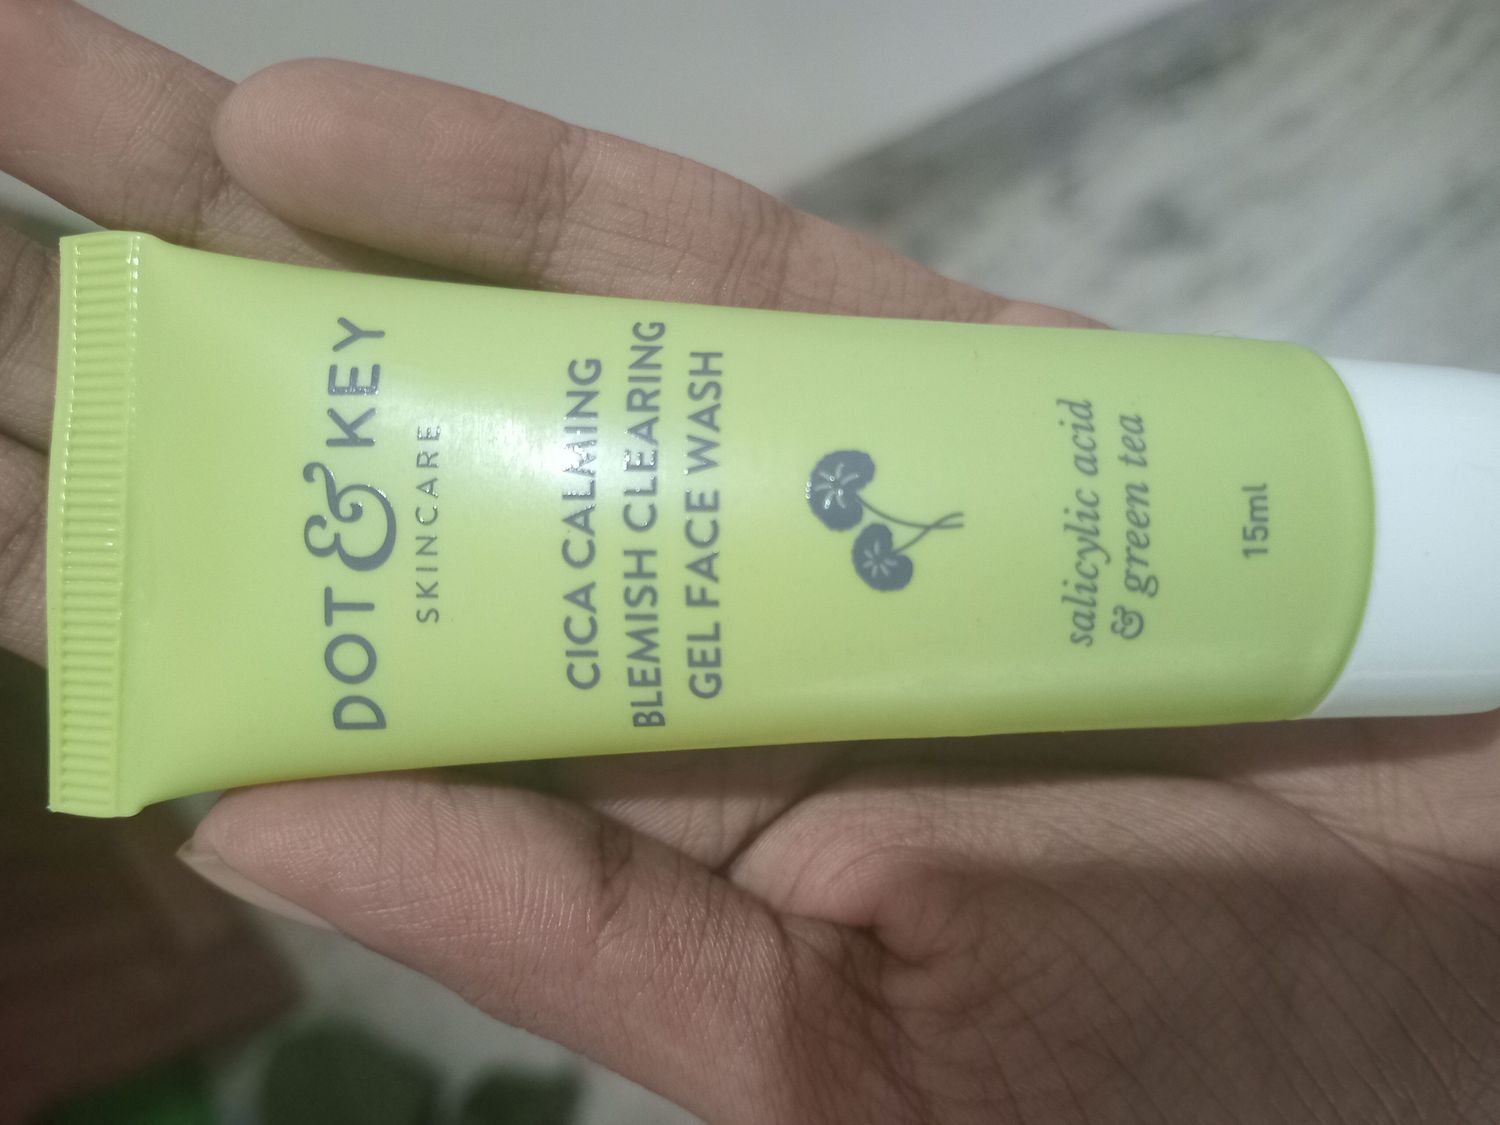 DOT & KEY
SKINCARE
CICA CALMING
BLEMISH CLEARING
GEL FACE WASH
salicylic acid
& green tea
15ml